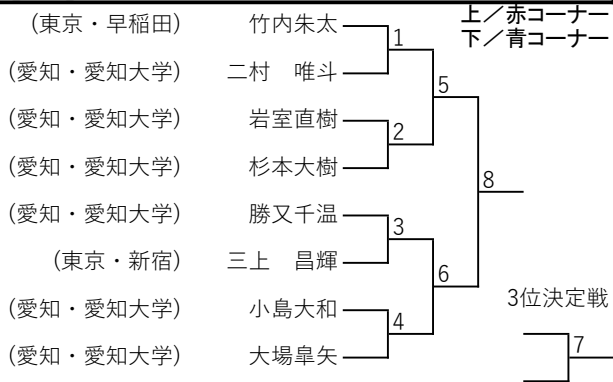 上／赤コーナー
下／青コーナー
(東京・早稲田) 竹内朱太
1
(愛知・愛知大学) 二村　唯斗
5
(愛知・愛知大学) 岩室直樹
2
(愛知・愛知大学) 杉本大樹
8
(愛知・愛知大学) 勝又千温
3
(東京・新宿) 三上　昌輝
6
3位決定戦
(愛知・愛知大学) 小島大和
4
7
(愛知・愛知大学) 大場皐矢